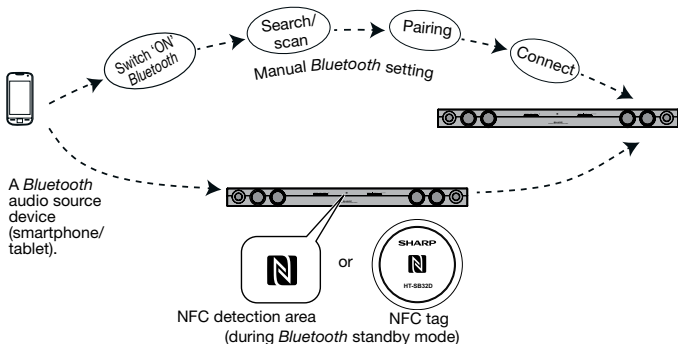 Switch 'ON'
Bluetooth
Search/
scan
Pairing
Connect
Manual Bluetooth setting
A Bluetooth
audio source
device
(smartphone/
tablet).
or
SHARP
HT-SB32D
NFC detection area
NFC tag
(during Bluetooth standby mode)